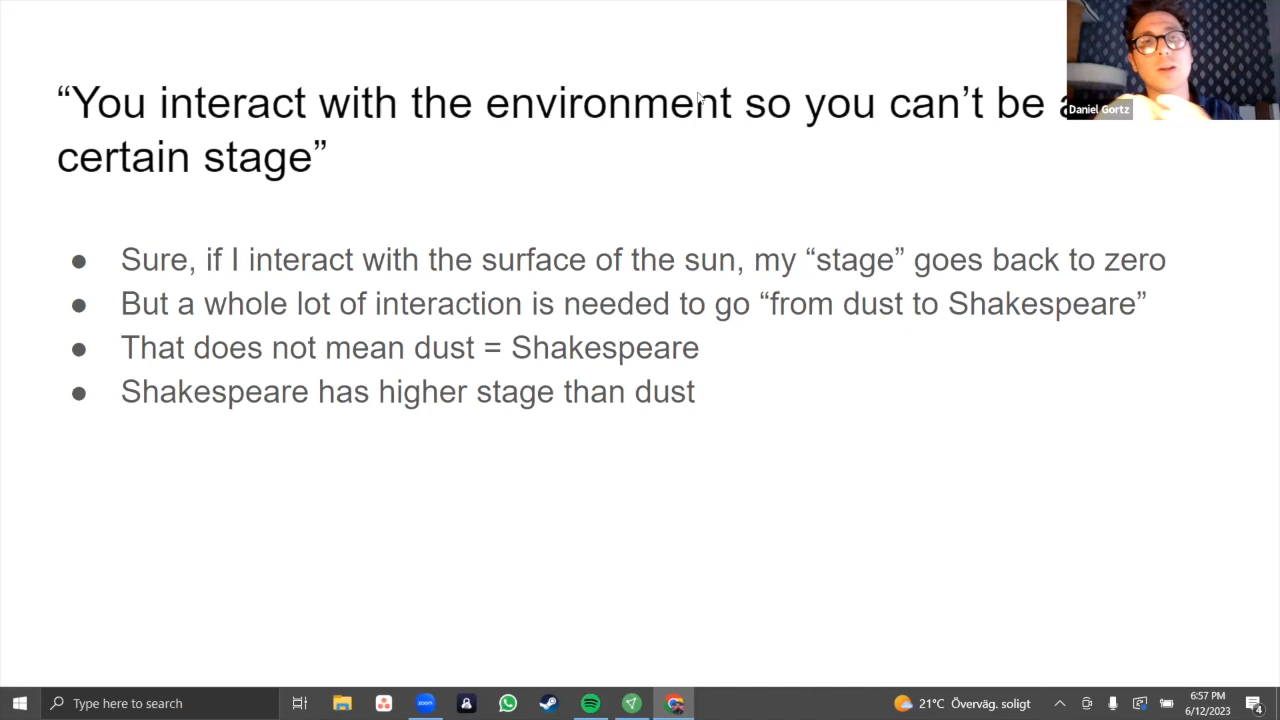 “You interact with the environment so you can’t be
certain stage”
Daniel Gortz
● Sure, if I interact with the surface of the sun, my “stage” goes back to zero
● But a whole lot of interaction is needed to go “from dust to Shakespeare”
● That does not mean dust = Shakespeare
● Shakespeare has higher stage than dust
Type here to search
zoom
21°C Överväg. soligt
6:57 PM
6/12/2023
4